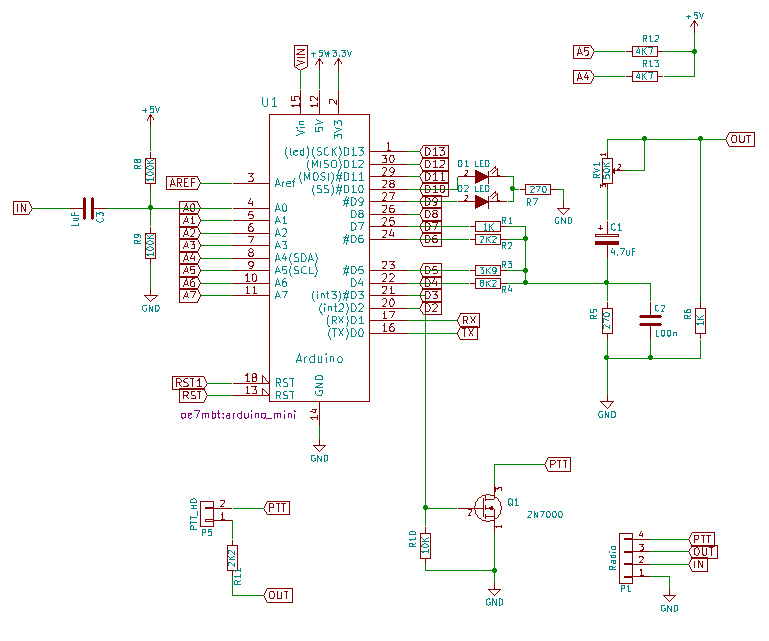 +5V
R12
A5
4K7
R13
A4
4K7
VIN
+5V
+3.3V
U1
15
12
2
Vin
5V
3V3
+5V
R8
100K
AREF
3
Aref
IN
1uF
C3
R9
100K
GND
A0
4
A0
A1
5
A1
A2
6
A2
A3
7
A3
A4
8
A4(SDA)
A5
9
A5(SCL)
A6
10
A6
A7
11
A7
(led)(SCK)D13
1
D13
(MISO)D12
30
D12
(MOSI)#D11
29
D11
(SS)#D10
28
D10
#D9
27
D9
D8
26
D8
D7
25
D7
#D6
24
D6
#D5
23
D5
D4
22
D4
(int3)#D3
21
D3
(int2)D2
20
D2
(RX)D1
17
RX
(TX)D0
16
TX
D1 LED
D2 LED
270
R7
GND
R1
1K
2K2
R2
R3
3K9
8K2
R4
OUT
RV1
50K
1
2
3
+
C1
4.7uF
R5
270
C2
100n
R6
1K
GND
Arduino
RST1
18
RST
RST
13
RST
GND
14
oe7mbt:arduino_mini
GND
PTT_HD
2
PTT
1
P5
2K2
R11
OUT
PTT
3
Q1
2
2N7000
1
R10
10K
GND
Radio
4
PTT
3
OUT
2
IN
1
P1
GND